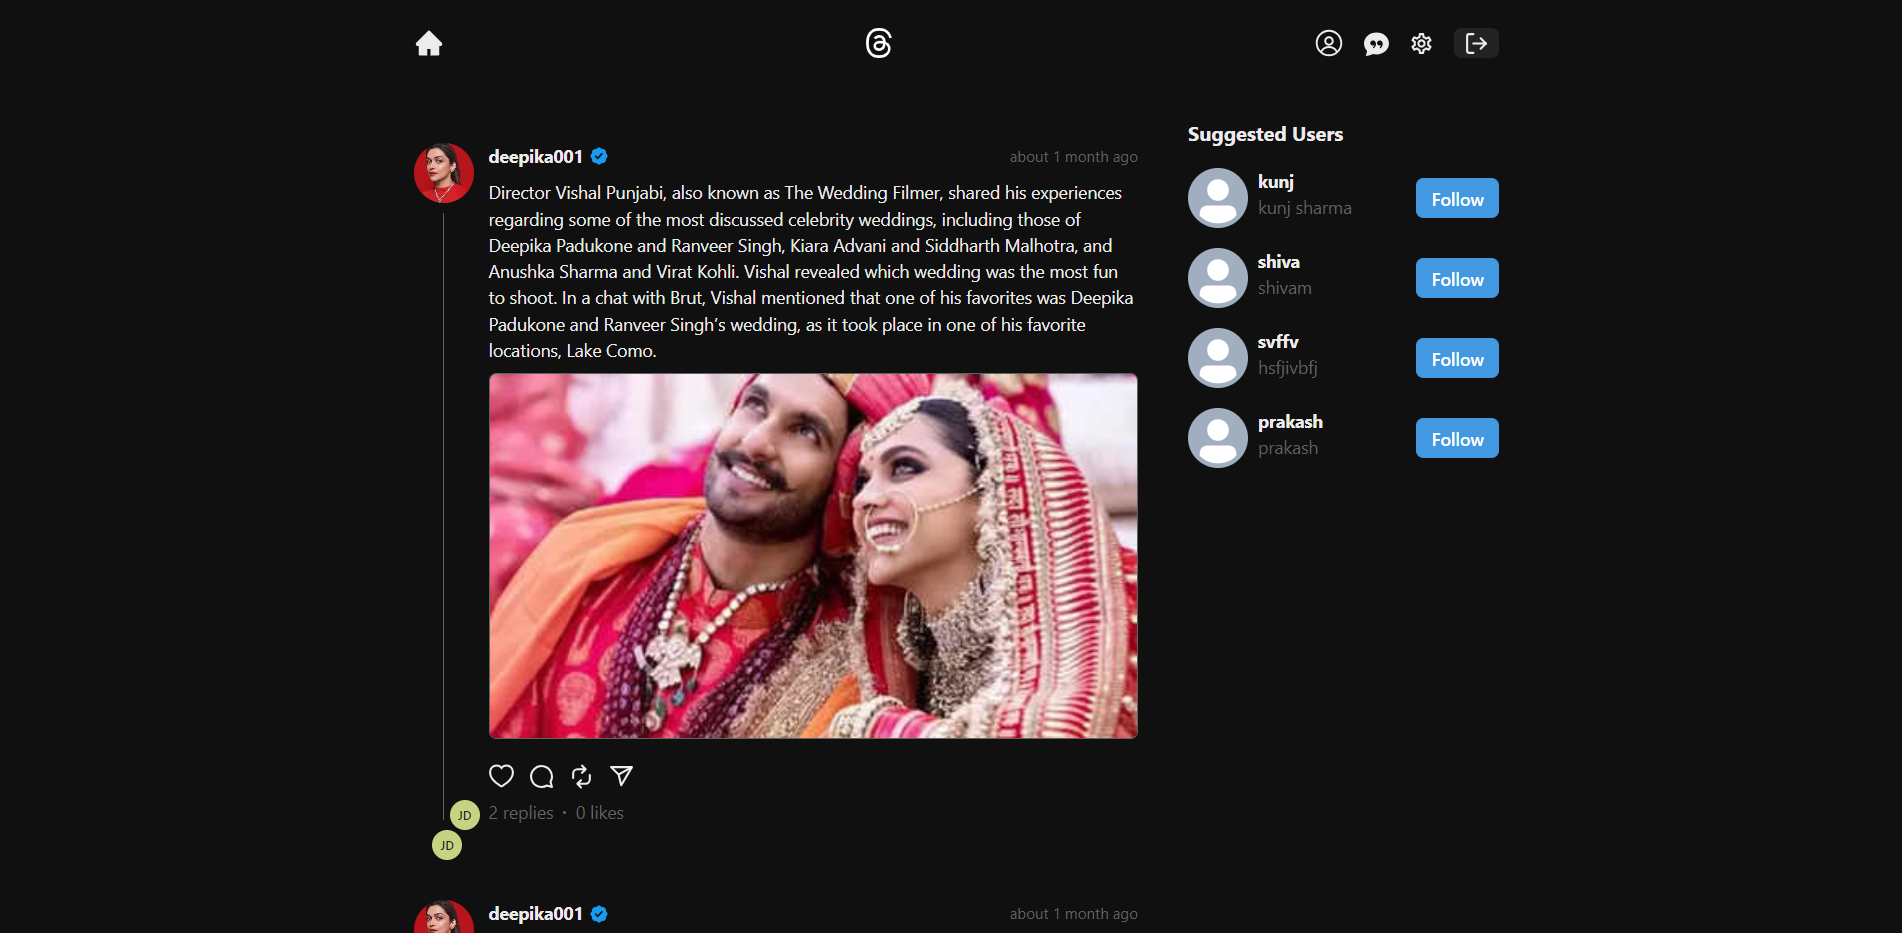 deepika001
about 1 month ago
Director Vishal Punjabi, also known as The Wedding Filmer, shared his experiences
regarding some of the most discussed celebrity weddings, including those of
Deepika Padukone and Ranveer Singh, Kiara Advani and Siddharth Malhotra, and
Anushka Sharma and Virat Kohli. Vishal revealed which wedding was the most fun
to shoot. In a chat with Brut, Vishal mentioned that one of his favorites was Deepika
Padukone and Ranveer Singh’s wedding, as it took place in one of his favorite
locations, Lake Como.
JD
2 replies · 0 likes
JD
deepika001
about 1 month ago
Suggested Users
kunj
kunj sharma
Follow
shiva
shivam
Follow
svffv
hsfjivbfj
Follow
prakash
prakash
Follow